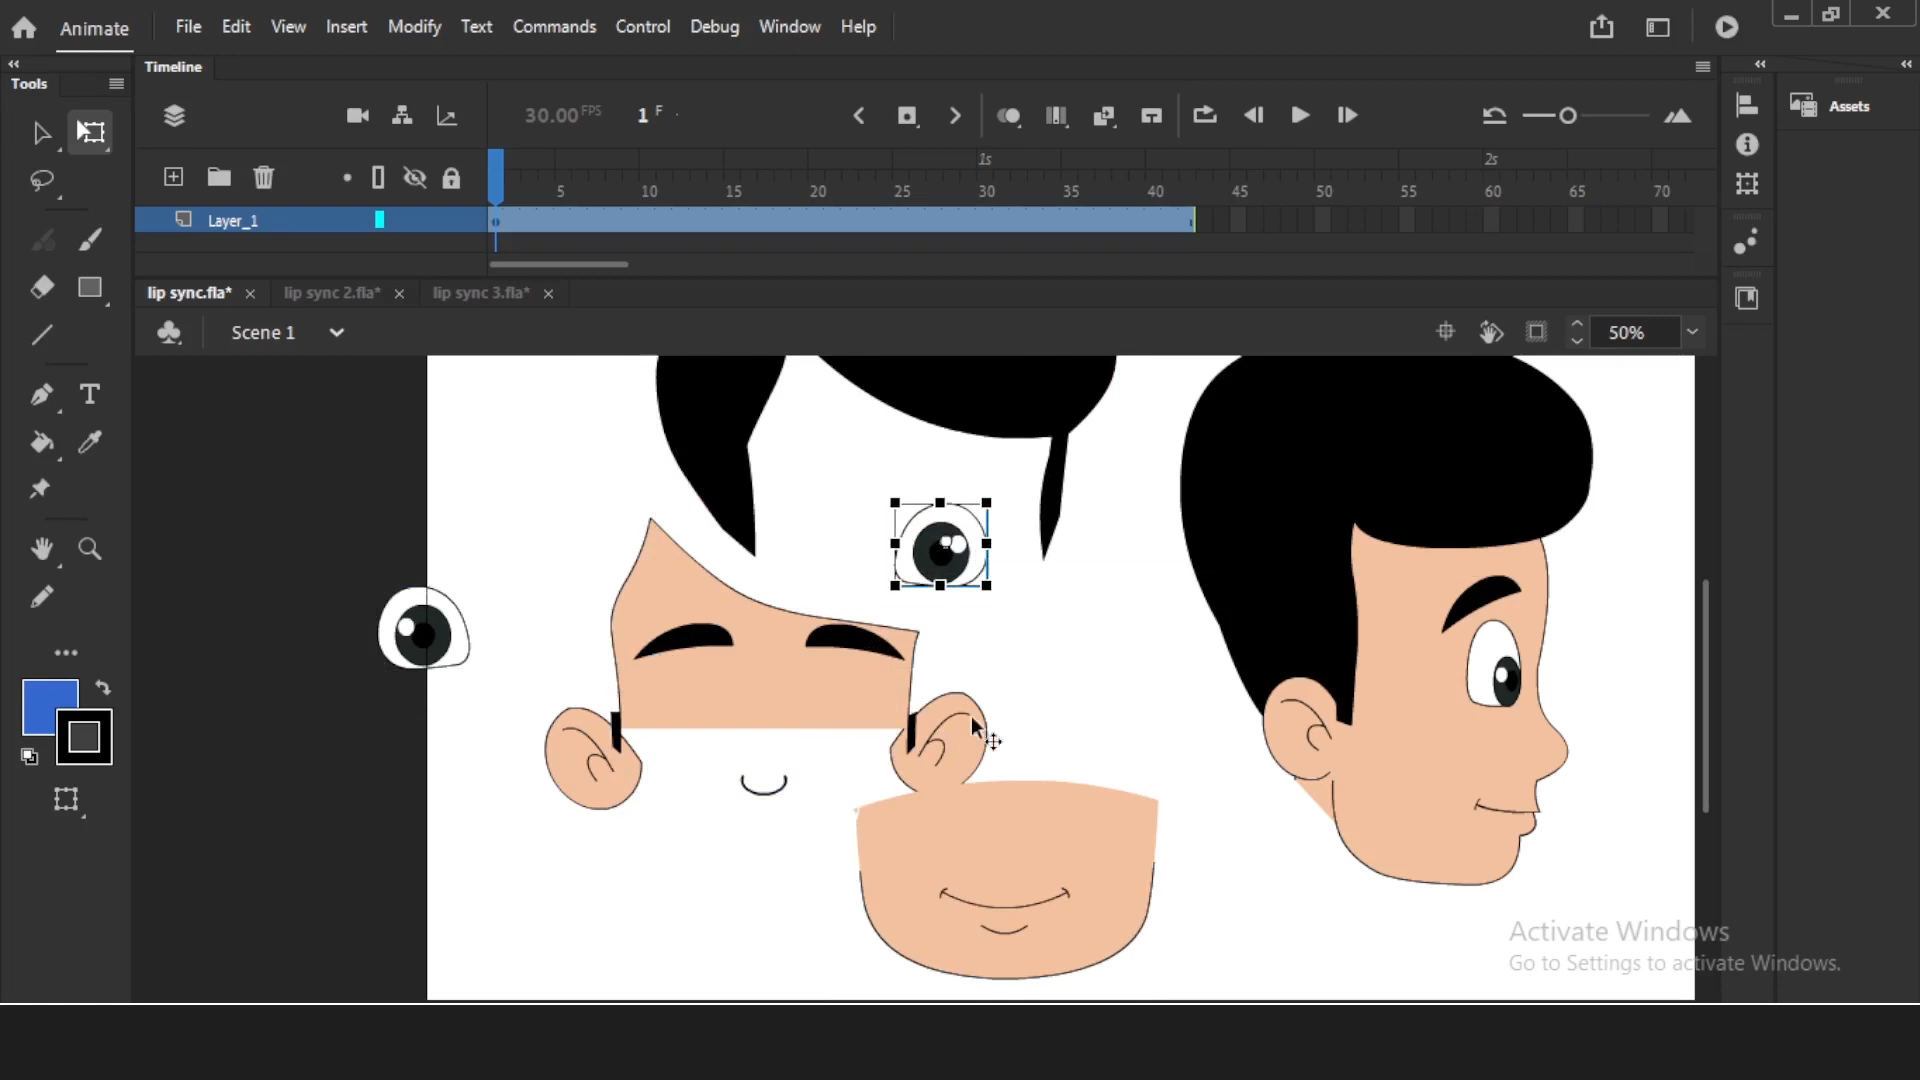 Animate File Edit View Insert Modify Text Commands Control Debug Window Help
Tools Timeline
30.00 FPS 1 F
Assets
1s 2s
5 10 15 20 25 30 35 40 45 50 55 60 65 70
Layer_1
lip sync.fla* lip sync 2.fla* lip sync 3.fla*
Scene 1 50%
T
Activate Windows
Go to Settings to activate Windows.